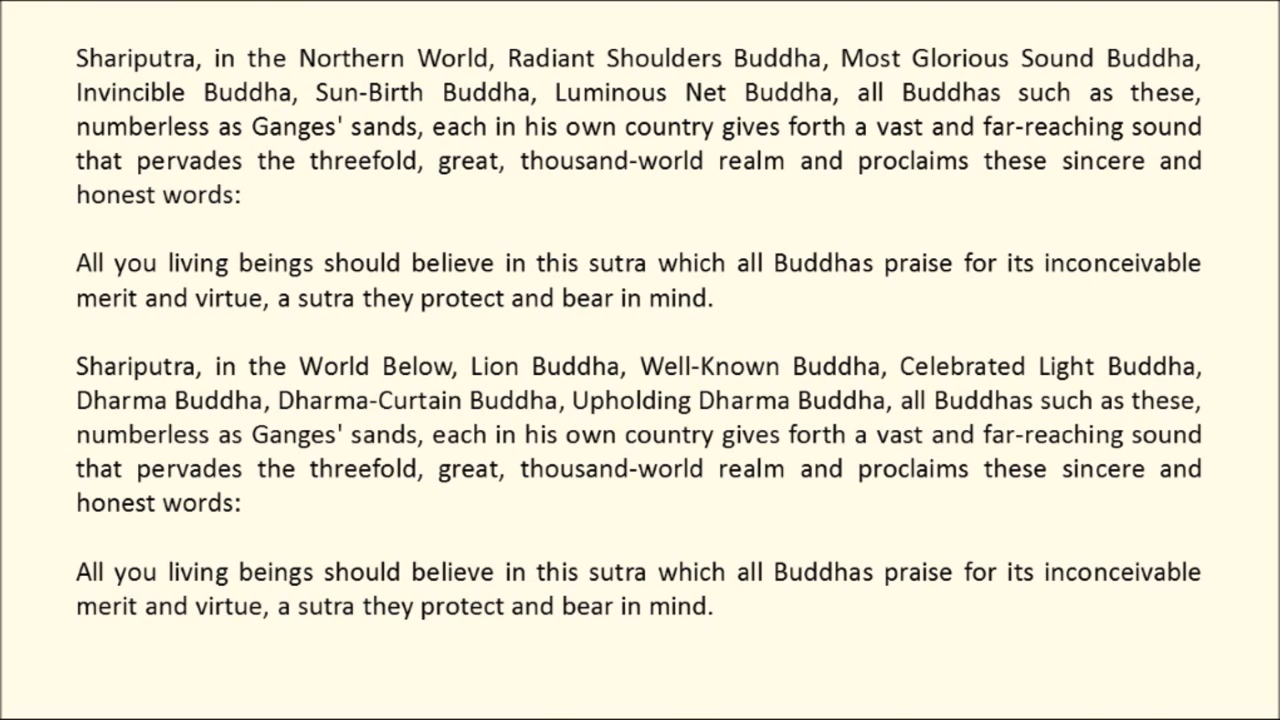 Shariputra, in the Northern World, Radiant Shoulders Buddha, Most Glorious Sound Buddha,
Invincible Buddha, Sun-Birth Buddha, Luminous Net Buddha, all Buddhas such as these,
numberless as Ganges' sands, each in his own country gives forth a vast and far-reaching sound
that pervades the threefold, great, thousand-world realm and proclaims these sincere and
honest words:
All you living beings should believe in this sutra which all Buddhas praise for its inconceivable
merit and virtue, a sutra they protect and bear in mind.
Shariputra, in the World Below, Lion Buddha, Well-Known Buddha, Celebrated Light Buddha,
Dharma Buddha, Dharma-Curtain Buddha, Upholding Dharma Buddha, all Buddhas such as these,
numberless as Ganges' sands, each in his own country gives forth a vast and far-reaching sound
that pervades the threefold, great, thousand-world realm and proclaims these sincere and
honest words:
All you living beings should believe in this sutra which all Buddhas praise for its inconceivable
merit and virtue, a sutra they protect and bear in mind.